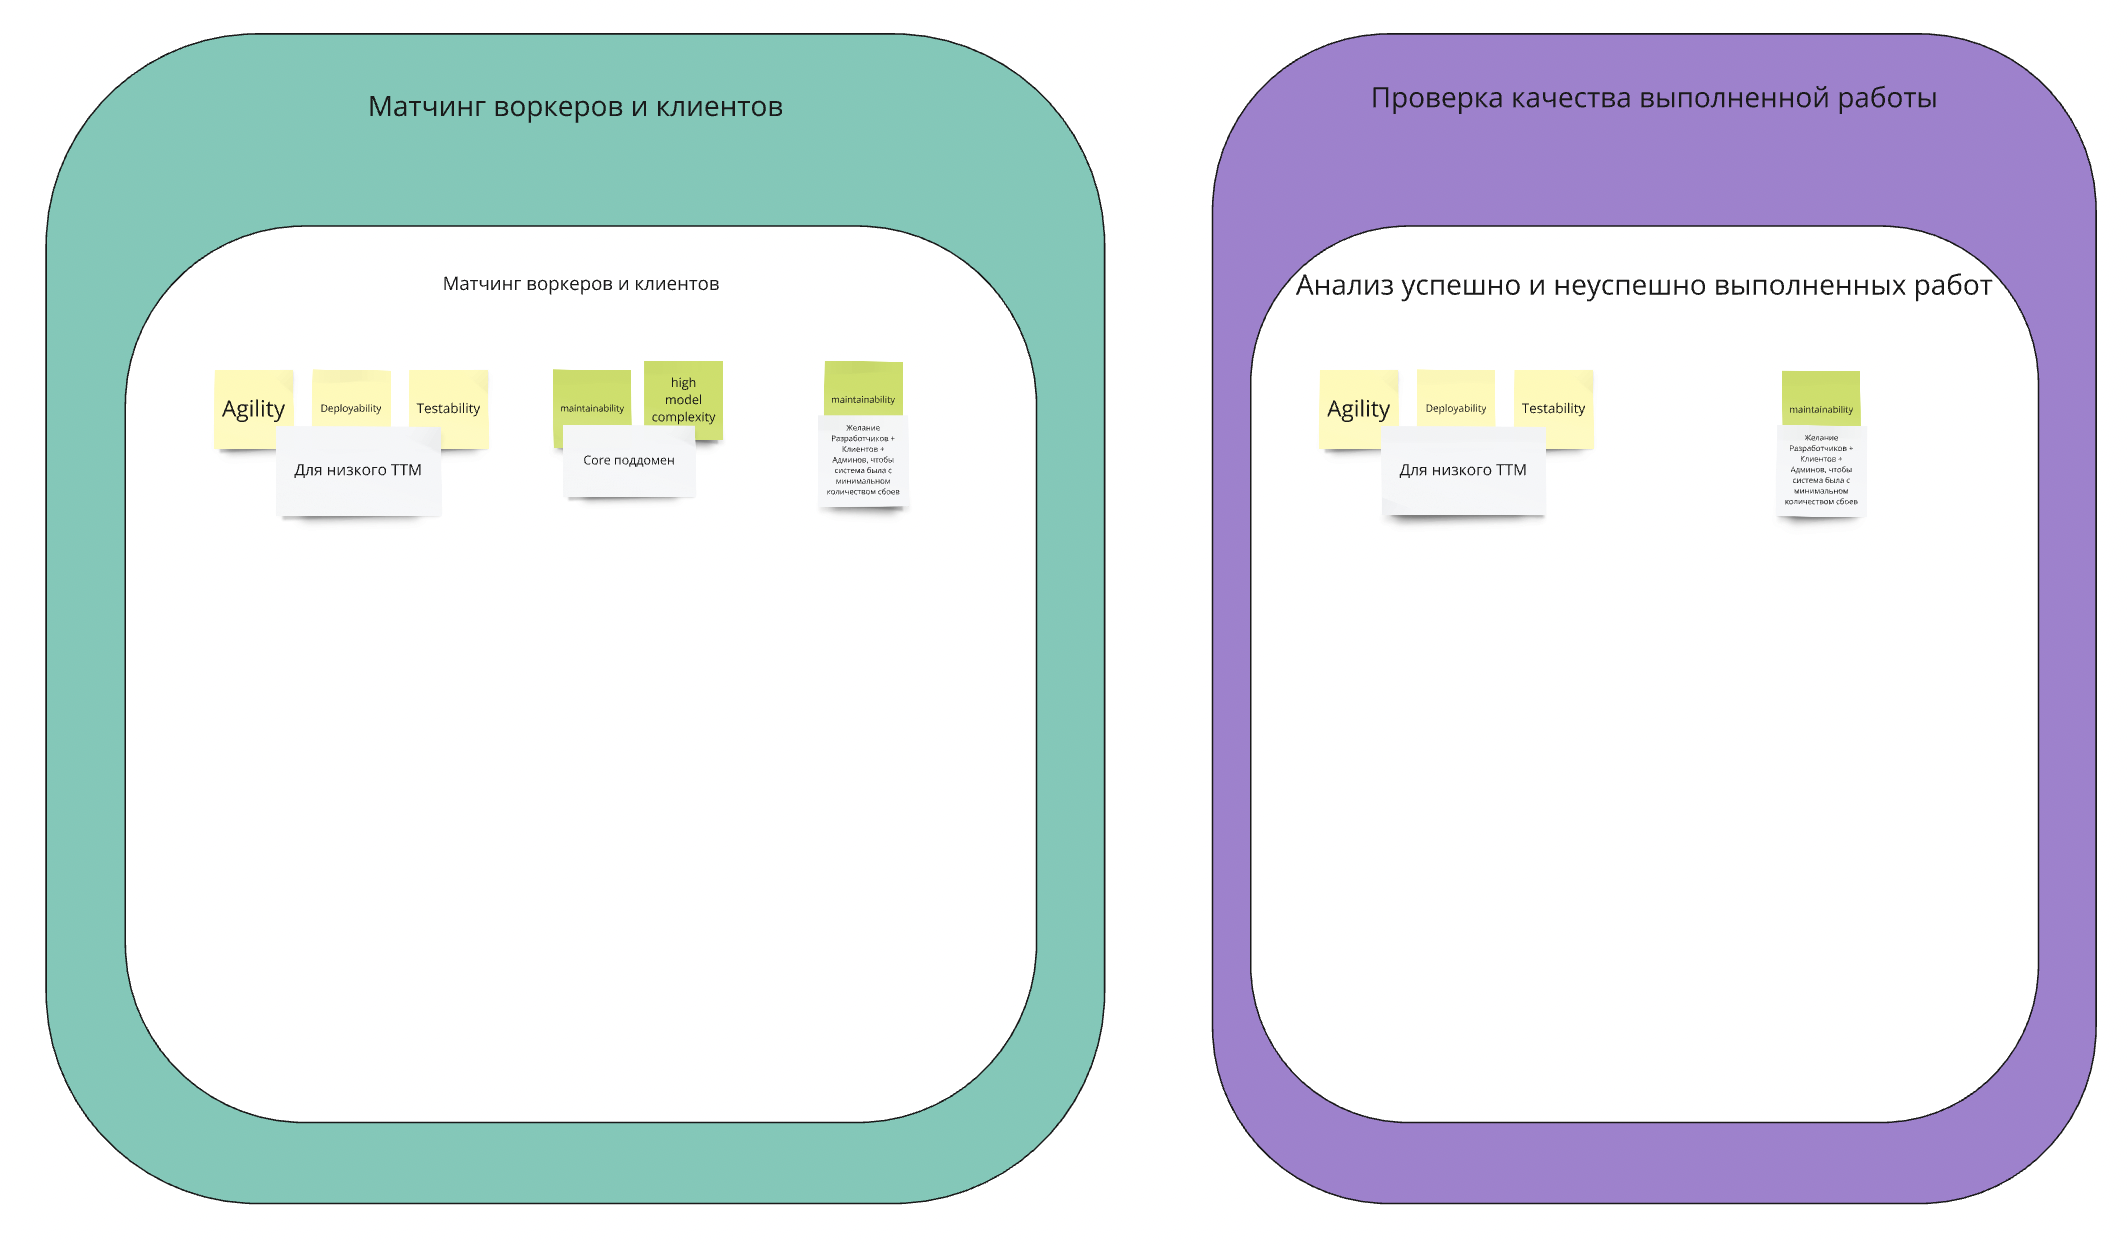 Матчинг воркеров и клиентов
Матчинг воркеров и клиентов
Agility
Deployability
Testability
Для низкого ТТМ
maintainability
high
model
complexity
Core поддомен
maintainability
Желание
Разработчиков +
Клиентов +
Админов, чтобы
система была с
минимальном
количеством сбоев
Проверка качества выполненной работы
Анализ успешно и неуспешно выполненных работ
Agility
Deployability
Testability
Для низкого ТТМ
maintainability
Желание
Разработчиков +
Клиентов +
Админов, чтобы
система была с
минимальном
количеством сбоев